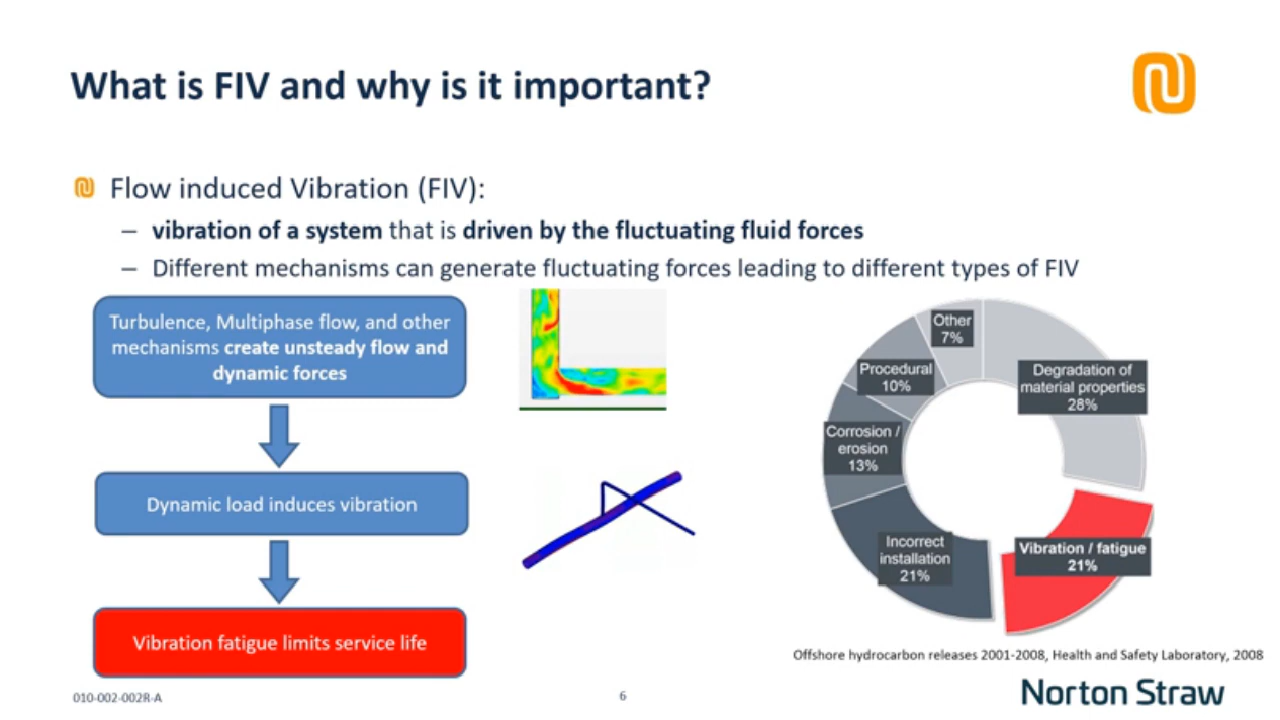 What is FIV and why is it important?
Flow induced Vibration (FIV):
– vibration of a system that is driven by the fluctuating fluid forces
– Different mechanisms can generate fluctuating forces leading to different types of FIV
Turbulence, Multiphase flow, and other
mechanisms create unsteady flow and
dynamic forces
Dynamic load induces vibration
Vibration fatigue limits service life
Other
7%
Procedural
10%
Degradation of
material properties
28%
Corrosion /
erosion
13%
Incorrect
installation
21%
Vibration / fatigue
21%
Offshore hydrocarbon releases 2001-2008, Health and Safety Laboratory, 2008
010-002-002R-A
6
Norton Straw